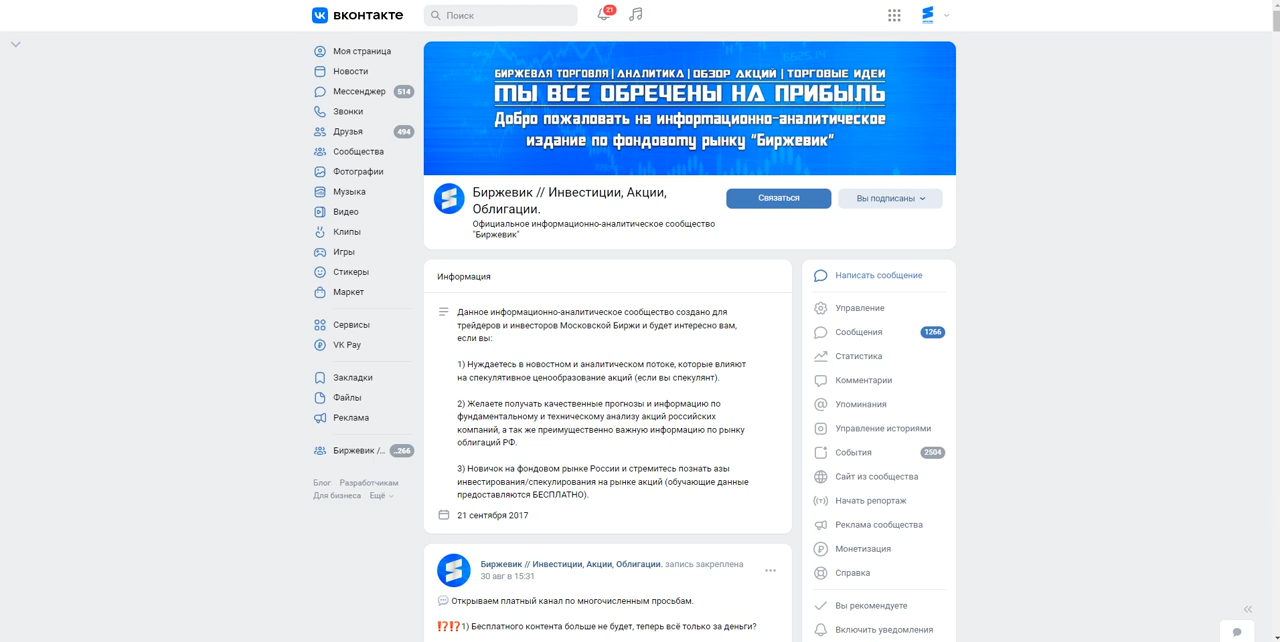 вконтакте
Поиск
21
Моя страница
Новости
Мессенджер 514
Звонки
Друзья 494
Сообщества
Фотографии
Музыка
Видео
Клипы
Игры
Стикеры
Маркет
Сервисы
VK Pay
Закладки
Файлы
Реклама
Биржевик /... ..266
Блог Разработчикам
Для бизнеса Ещё
БИРЖЕВАЯ ТОРГОВЛЯ | АНАЛИТИКА | ОБЗОР АКЦИЙ | ТОРГОВЫЕ ИДЕИ
МЫ ВСЕ ОБРЕЧЕНЫ НА ПРИБЫЛЬ
Добро пожаловать на информационно-аналитическое
издание по фондовому рынку "Биржевик"
Биржевик // Инвестиции, Акции,
Облигации.
Официальное информационно-аналитическое сообщество
"Биржевик"
Связаться
Вы подписаны
Информация
Данное информационно-аналитическое сообщество создано для
трейдеров и инвесторов Московской Биржи и будет интересно вам,
если вы:
1) Нуждаетесь в новостном и аналитическом потоке, которые влияют
на спекулятивное ценообразование акций (если вы спекулянт).
2) Желаете получать качественные прогнозы и информацию по
фундаментальному и техническому анализу акций российских
компаний, а так же преимущественно важную информацию по рынку
облигаций РФ.
3) Новичок на фондовом рынке России и стремитесь познать азы
инвестирования/спекулирования на рынке акций (обучающие данные
предоставляются БЕСПЛАТНО).
21 сентября 2017
Биржевик // Инвестиции, Акции, Облигации. запись закреплена
30 авг в 15:31
💬 Открываем платный канал по многочисленным просьбам.
⁉️⁉️1) Бесплатного контента больше не будет, теперь всё только за деньги?
Написать сообщение
Управление
Сообщения 1266
Статистика
Комментарии
Упоминания
Управление историями
События 2504
Сайт из сообщества
Начать репортаж
Реклама сообщества
Монетизация
Справка
Вы рекомендуете
Включить уведомления